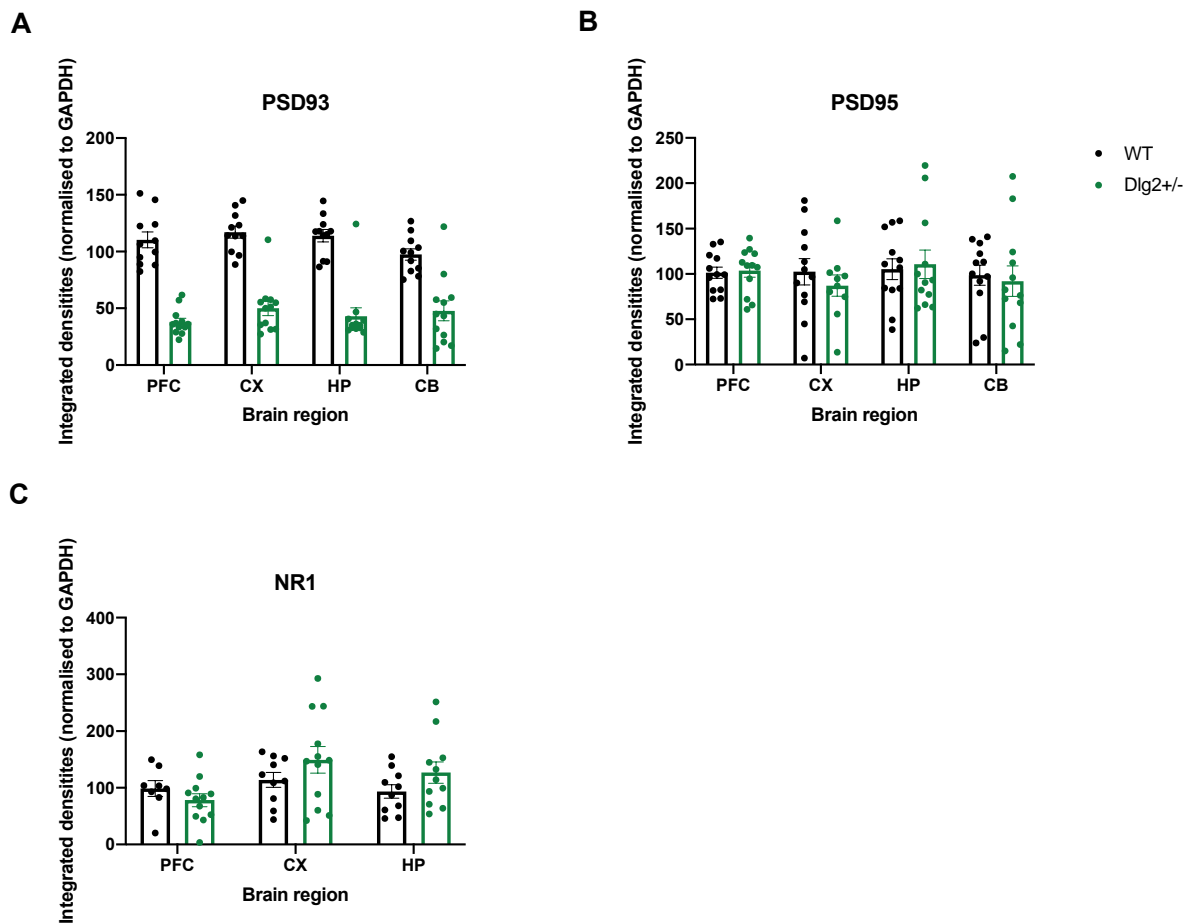 A
PSD93
Integrated densitites (normalised to GAPDH)
200
150
100
50
0
PFC CX HP CB
Brain region
B
PSD95
Integrated densitites (normalised to GAPDH)
250
200
150
100
50
0
PFC CX HP CB
Brain region
WT
Dlg2+/-
C
NR1
Integrated densitites (normalised to GAPDH)
400
300
200
100
0
PFC CX HP
Brain region